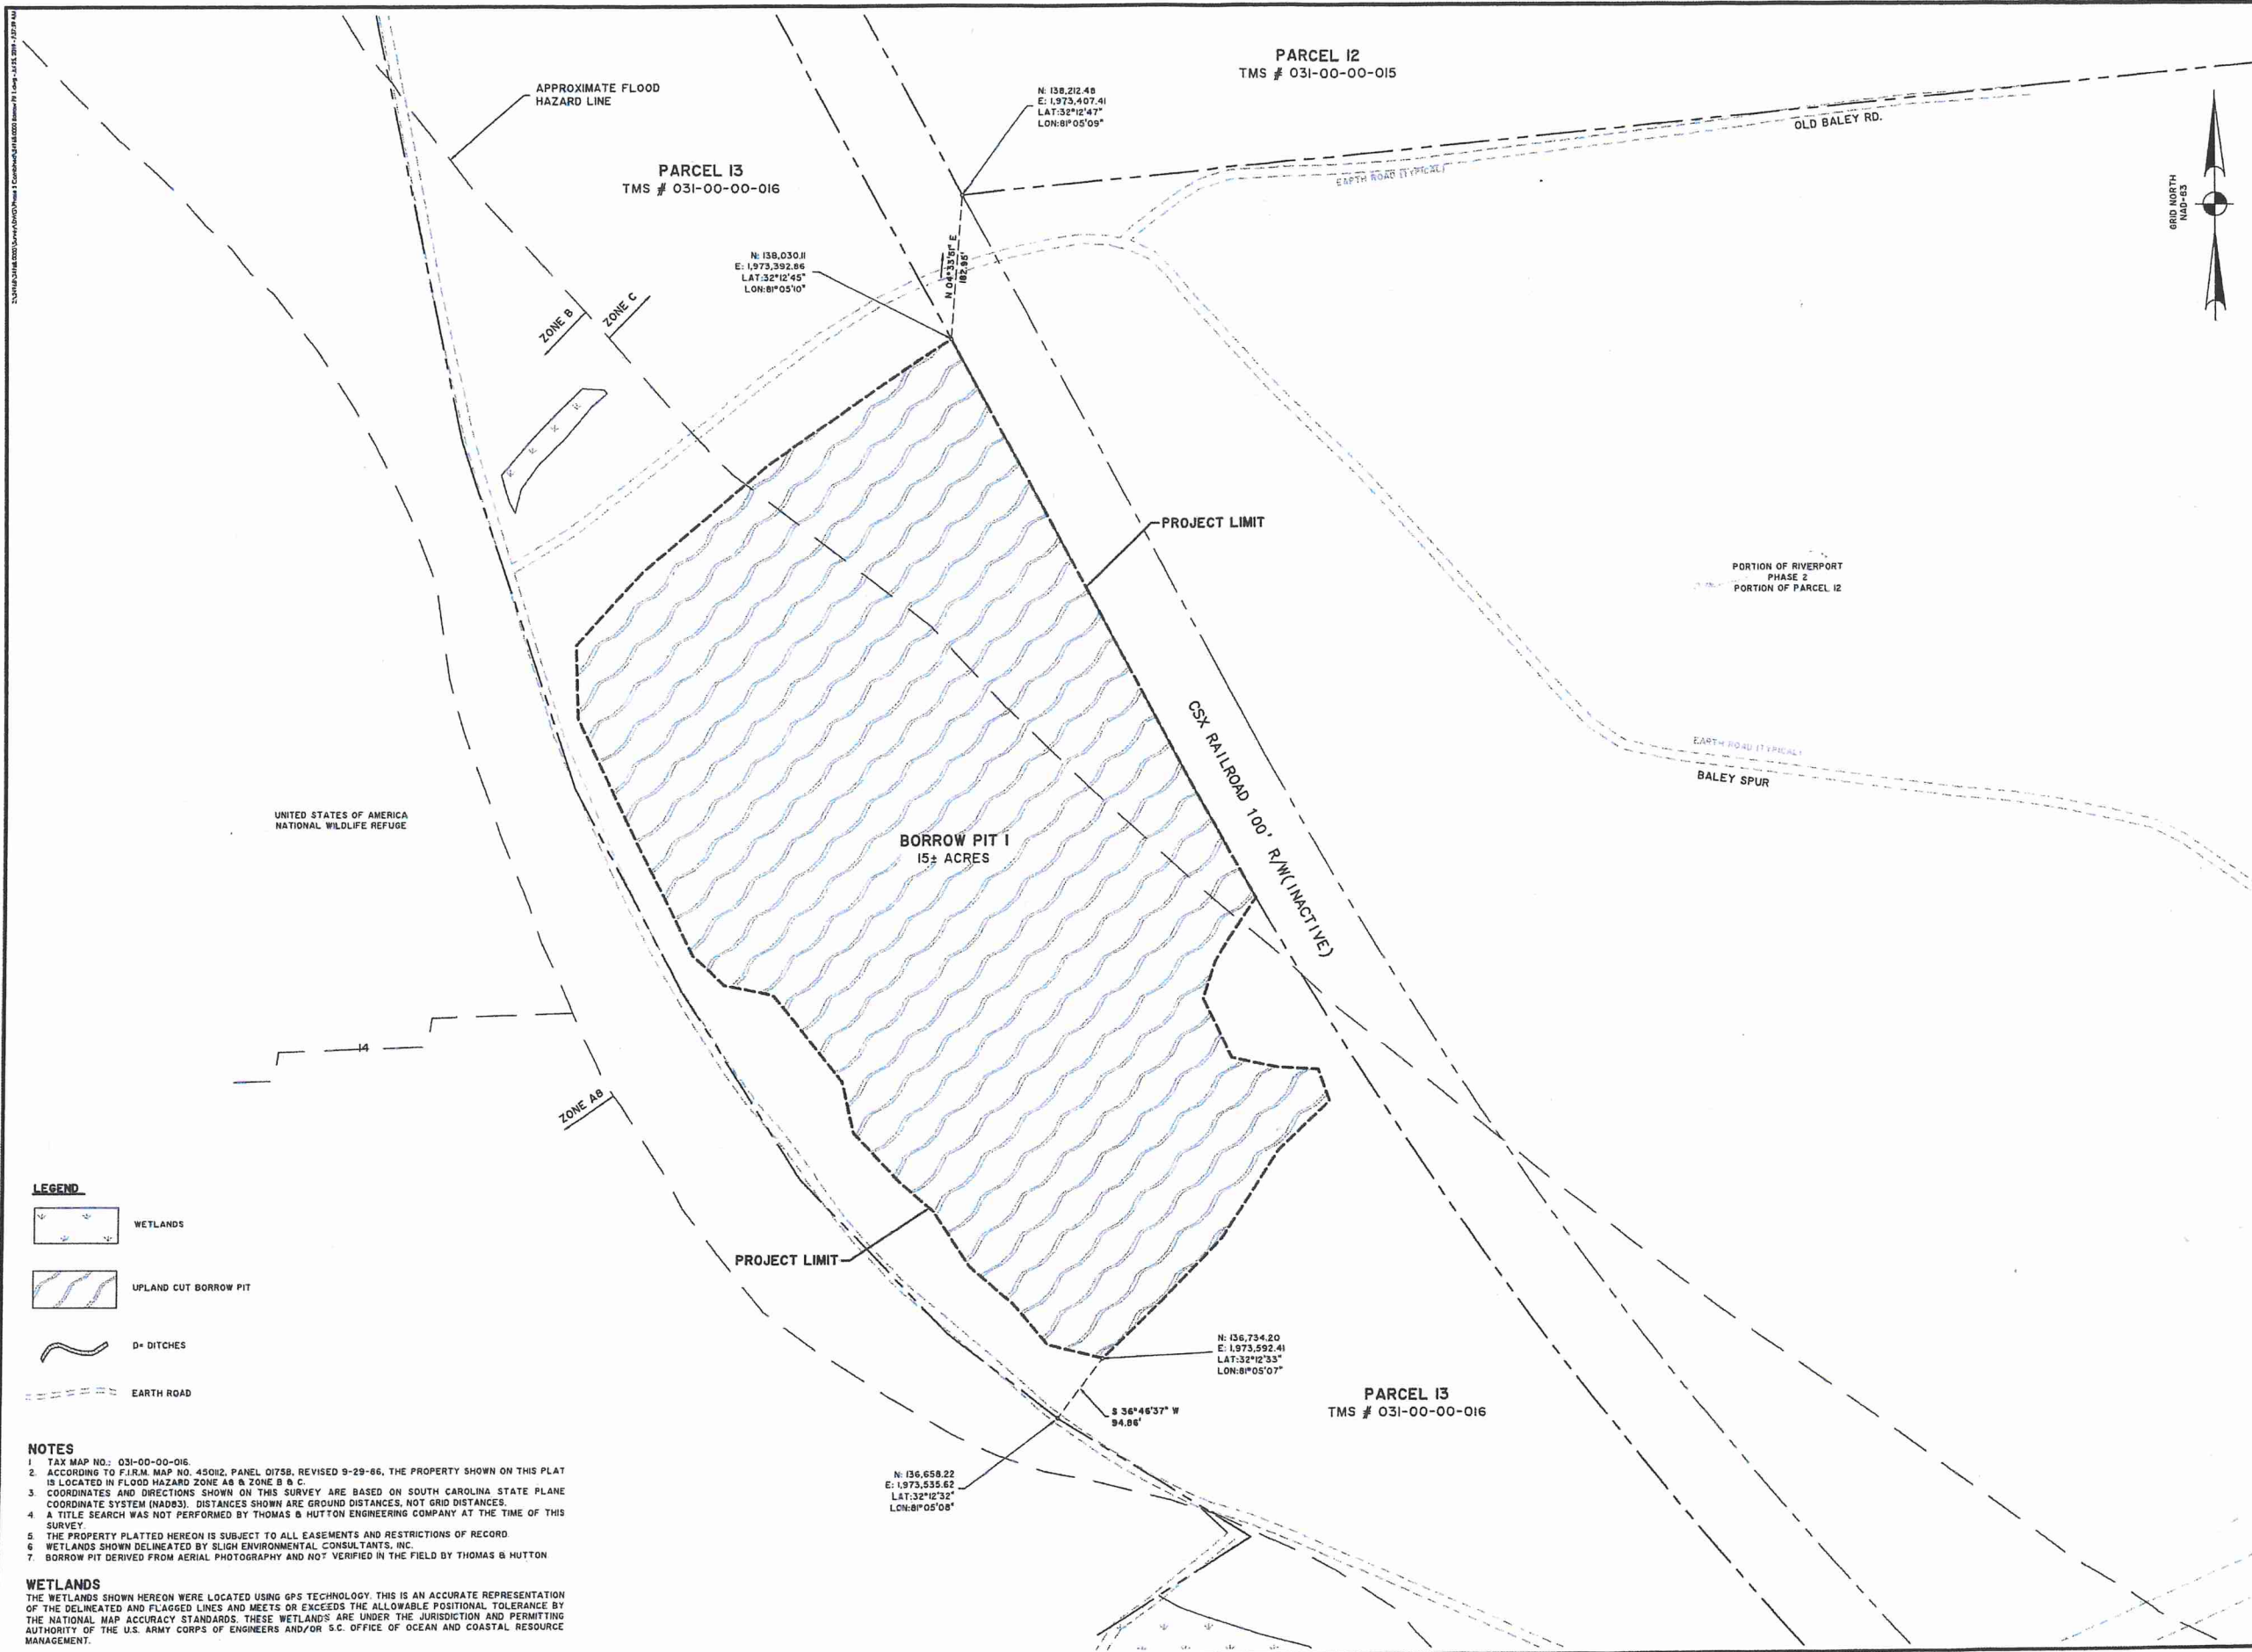 PARCEL 12
TMS # 031-00-00-015
APPROXIMATE FLOOD
HAZARD LINE
N: 138,212.48
E: 1,973,407.41
LAT:32°12'47"
LON:81°05'09"
OLD BALEY RD.
EARTH ROAD (TYPICAL)
PARCEL 13
TMS # 031-00-00-016
GRID NORTH
NAD-83
N: 138,030.11
E: 1,973,392.86
LAT:32°12'45"
LON:81°05'10"
N 04°33'51" E
182.95'
ZONE B
ZONE C
PROJECT LIMIT
PORTION OF RIVERPORT
PHASE 2
PORTION OF PARCEL 12
CSX RAILROAD 100' R/W(INACTIVE)
EARTH ROAD (TYPICAL)
BALEY SPUR
UNITED STATES OF AMERICA
NATIONAL WILDLIFE REFUGE
BORROW PIT 1
15± ACRES
14
ZONE A8
LEGEND
WETLANDS
UPLAND CUT BORROW PIT
D= DITCHES
EARTH ROAD
PROJECT LIMIT
N: 136,734.20
E: 1,973,592.41
LAT:32°12'33"
LON:81°05'07"
S 36°46'37" W
94.86'
PARCEL 13
TMS # 031-00-00-016
N: 136,658.22
E: 1,973,535.62
LAT:32°12'32"
LON:81°05'08"
NOTES
1 TAX MAP NO.: 031-00-00-016.
2. ACCORDING TO F.I.R.M. MAP NO. 450112, PANEL 0175B, REVISED 9-29-86, THE PROPERTY SHOWN ON THIS PLAT
IS LOCATED IN FLOOD HAZARD ZONE A8 & ZONE B & C.
3. COORDINATES AND DIRECTIONS SHOWN ON THIS SURVEY ARE BASED ON SOUTH CAROLINA STATE PLANE
COORDINATE SYSTEM (NAD83). DISTANCES SHOWN ARE GROUND DISTANCES, NOT GRID DISTANCES.
4. A TITLE SEARCH WAS NOT PERFORMED BY THOMAS & HUTTON ENGINEERING COMPANY AT THE TIME OF THIS
SURVEY.
5. THE PROPERTY PLATTED HEREON IS SUBJECT TO ALL EASEMENTS AND RESTRICTIONS OF RECORD
6 WETLANDS SHOWN DELINEATED BY SLIGH ENVIRONMENTAL CONSULTANTS, INC.
7. BORROW PIT DERIVED FROM AERIAL PHOTOGRAPHY AND NOT VERIFIED IN THE FIELD BY THOMAS & HUTTON
WETLANDS
THE WETLANDS SHOWN HEREON WERE LOCATED USING GPS TECHNOLOGY. THIS IS AN ACCURATE REPRESENTATION
OF THE DELINEATED AND FLAGGED LINES AND MEETS OR EXCEEDS THE ALLOWABLE POSITIONAL TOLERANCE BY
THE NATIONAL MAP ACCURACY STANDARDS. THESE WETLANDS ARE UNDER THE JURISDICTION AND PERMITTING
AUTHORITY OF THE U.S. ARMY CORPS OF ENGINEERS AND/OR S.C. OFFICE OF OCEAN AND COASTAL RESOURCE
MANAGEMENT.